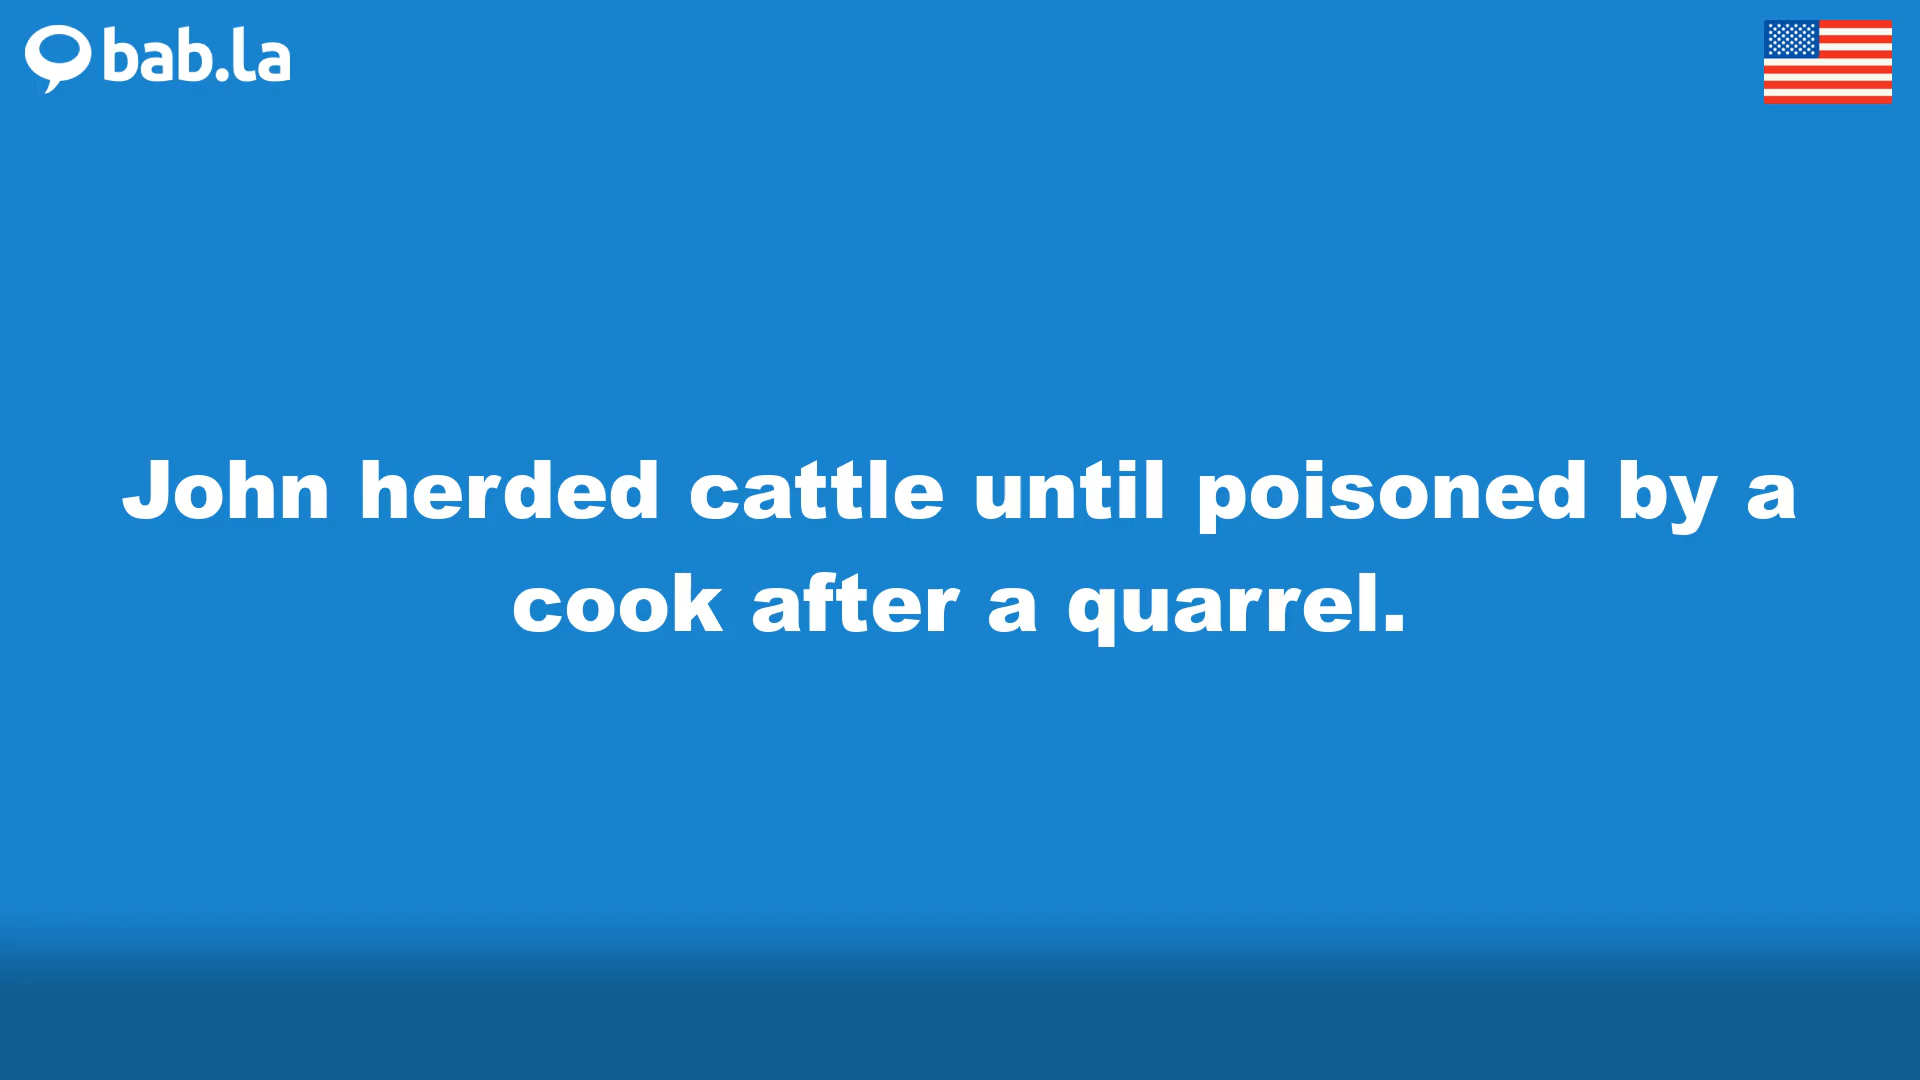 bab.la
John herded cattle until poisoned by a
cook after a quarrel.